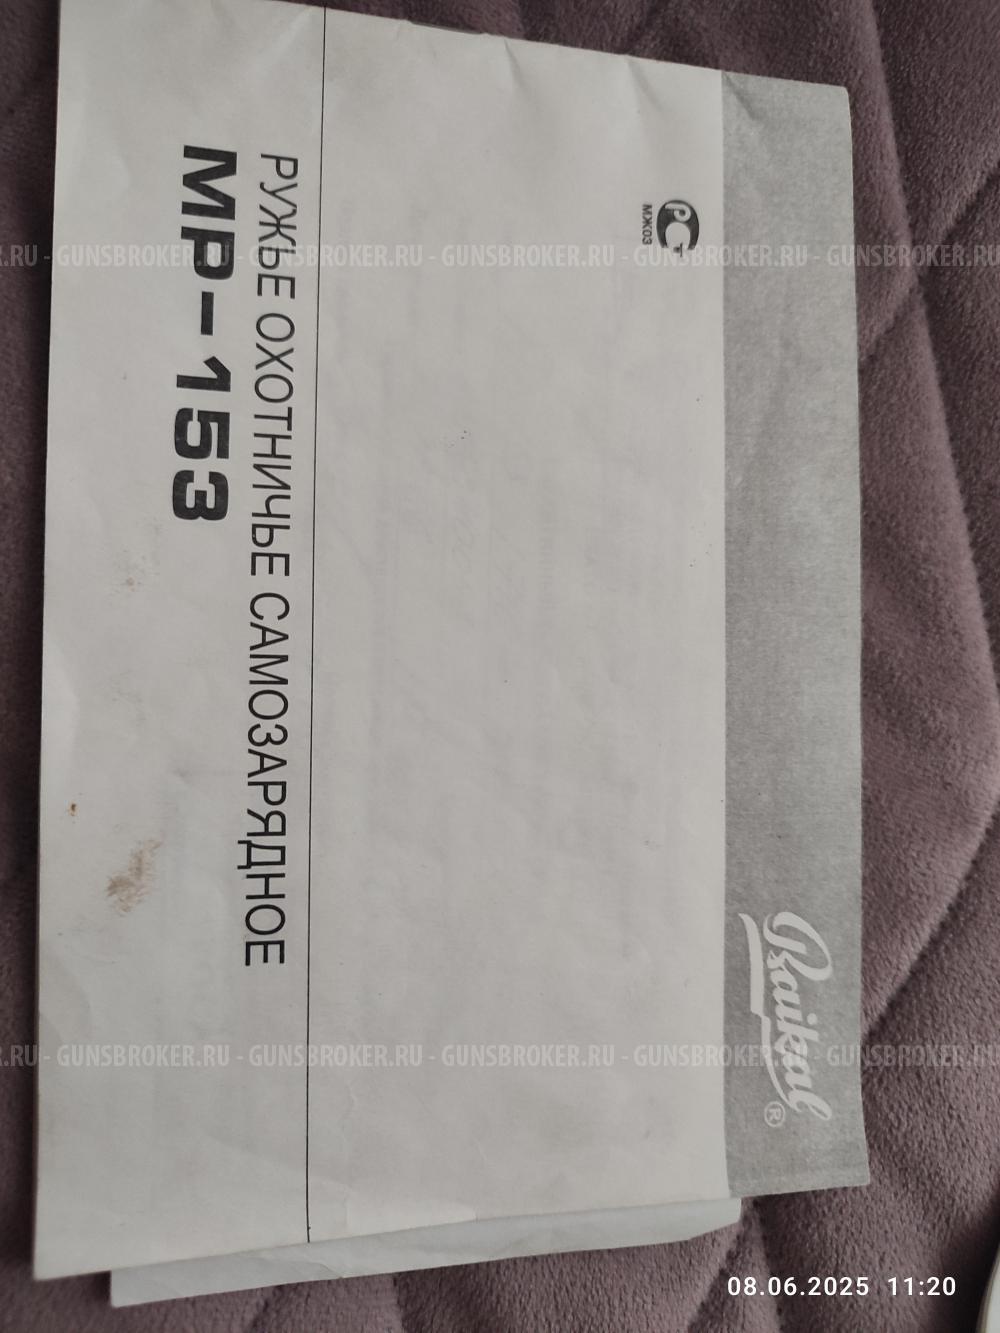 Baikal®
РСТ
МЖ03
РУЖЬЕ ОХОТНИЧЬЕ САМОЗАРЯДНОЕ
МР-153
.RU - GUNSBROKER.RU - GUNSBROKER.RU - GUNSBROKER.RU - GUNSBROKER.RU - GUNSBROKER
.RU - GUNSBROKER.RU - GUNSBROKER.RU - GUNSBROKER.RU - GUNSBROKER.RU - GUNSBROKER
08.06.2025 11:20